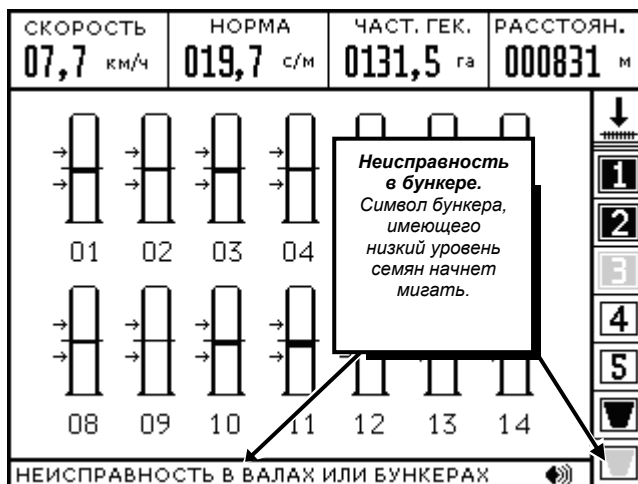 СКОРОСТЬ НОРМА ЧАСТ. ГЕК. РАССТОЯН.
07,7 км/ч 019,7 с/м 0131,5 га 000831 м
Неисправность
в бункере.
Символ бункера,
имеющего
низкий уровень
семян начнет
мигать.
1
2
3
4
5
01 02 03 04
08 09 10 11 12 13 14
НЕИСПРАВНОСТЬ В ВАЛАХ ИЛИ БУНКЕРАХ